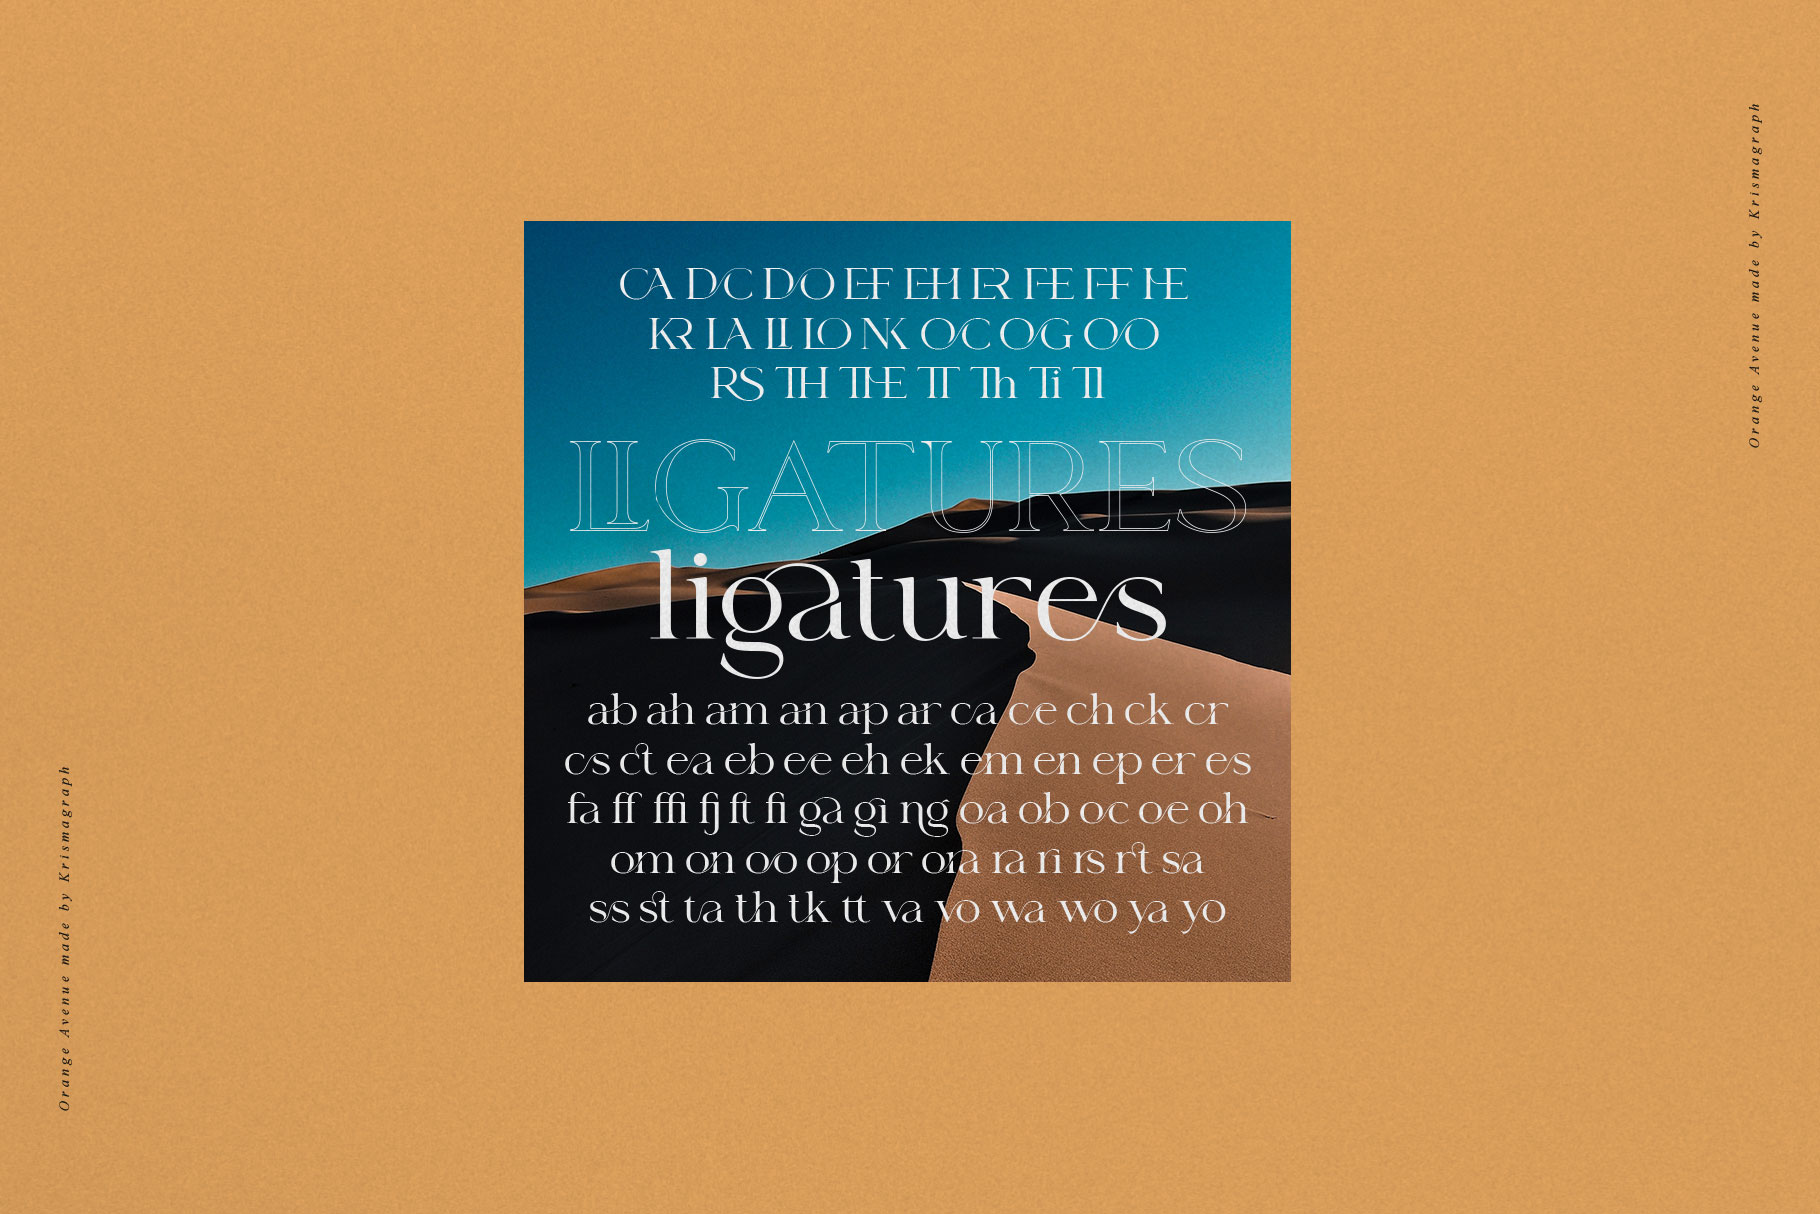 CA DC DO EF EH ER FE FF HE
KR LA LI LO NK OC OG OO
RS TH THE TT Th Ti Tl
LIGATURES
ligatures
ab ah am an ap ar ca ce ch ck cr
cs ct ea eb ee eh ek em en ep er es
fa ff ffi fj ft fi ga gi ng oa ob oc oe oh
om on oo op or ora ra ri rs rt sa
ss st ta th tk tt va vo wa wo ya yo
Orange Avenue made by Krismagraph
Orange Avenue made by Krismagraph